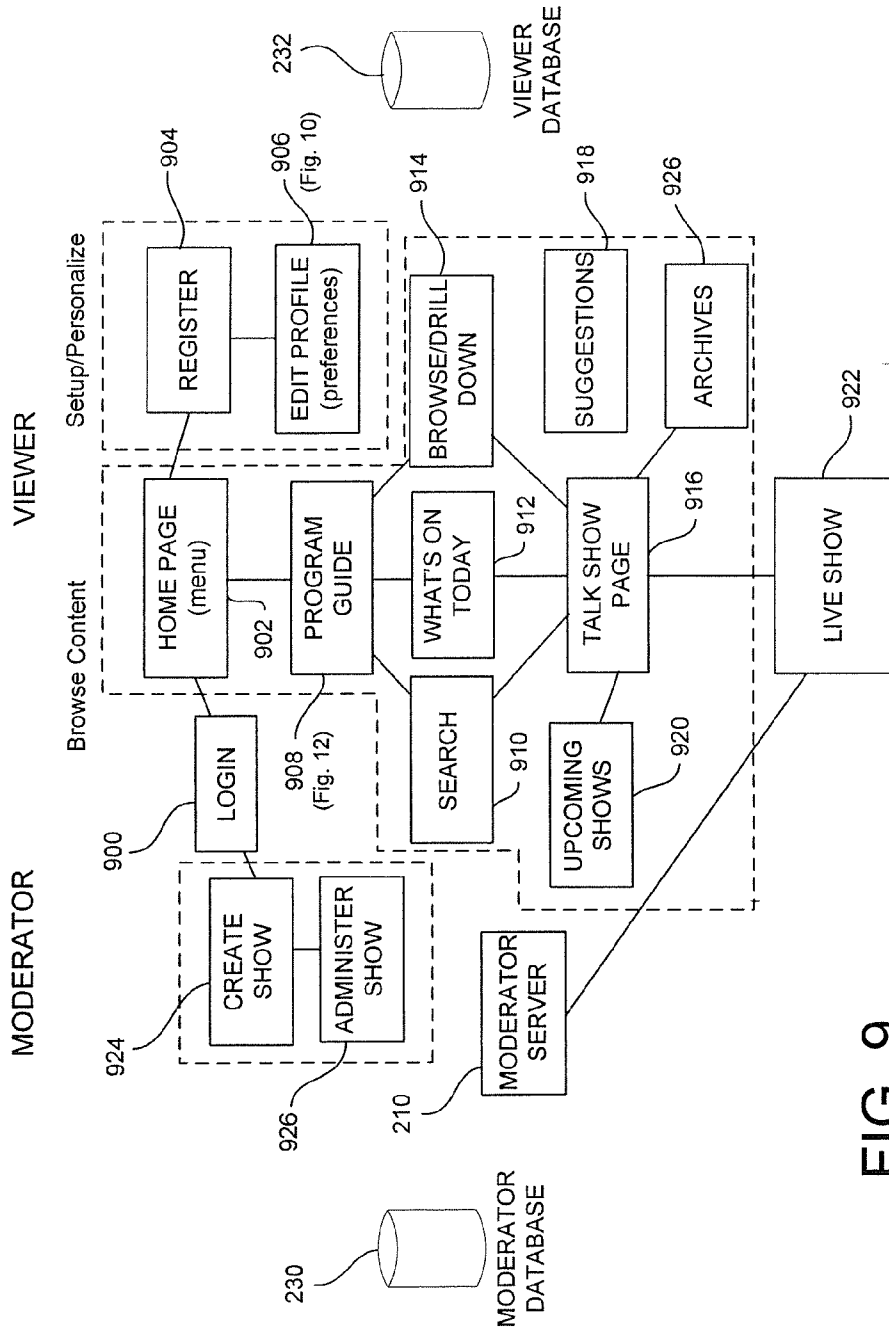 MODERATOR
VIEWER
Browse Content
Setup/Personalize
924
CREATE
SHOW
900
LOGIN
HOME PAGE
(menu)
902
REGISTER
904
926
ADMINISTER
SHOW
908
(Fig. 12)
PROGRAM
GUIDE
EDIT PROFILE
(preferences)
906
(Fig. 10)
230
MODERATOR
DATABASE
210
MODERATOR
SERVER
SEARCH
910
WHAT'S ON
TODAY
912
BROWSE/DRILL
DOWN
914
232
VIEWER
DATABASE
UPCOMING
SHOWS
920
TALK SHOW
PAGE
916
SUGGESTIONS
918
ARCHIVES
926
LIVE SHOW
922
FIG. 9